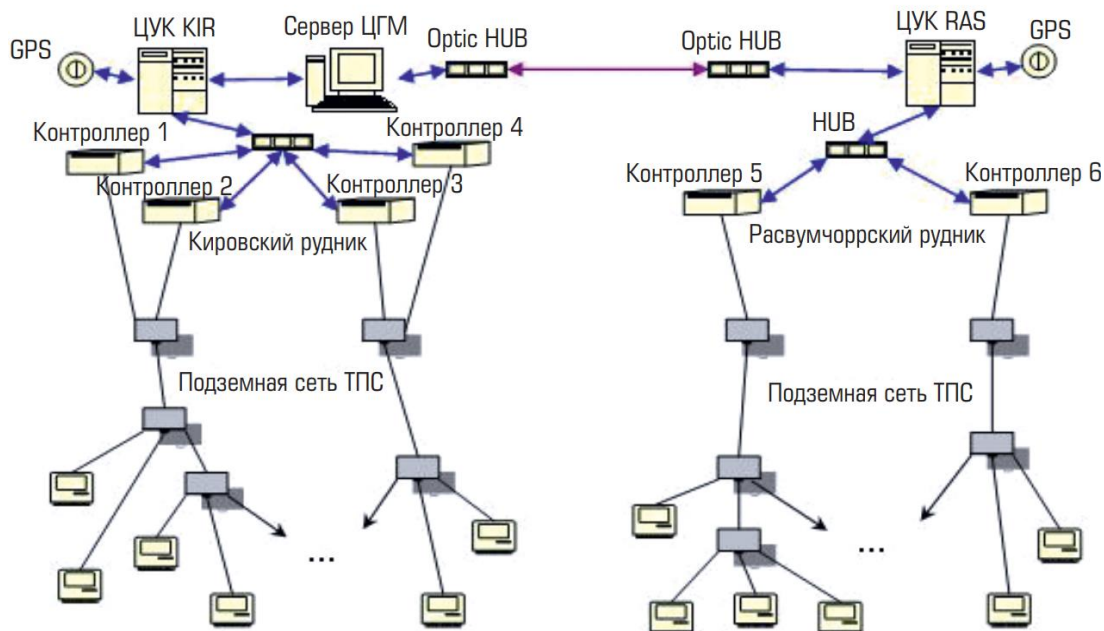 GPS
ЦУК KIR
Сервер ЦГМ
Optic HUB
Optic HUB
ЦУК RAS
GPS
Контроллер 1
Контроллер 4
HUB
Контроллер 2
Контроллер 3
Контроллер 5
Контроллер 6
Кировский рудник
Расвумчоррский рудник
Подземная сеть ТПС
Подземная сеть ТПС
...
...